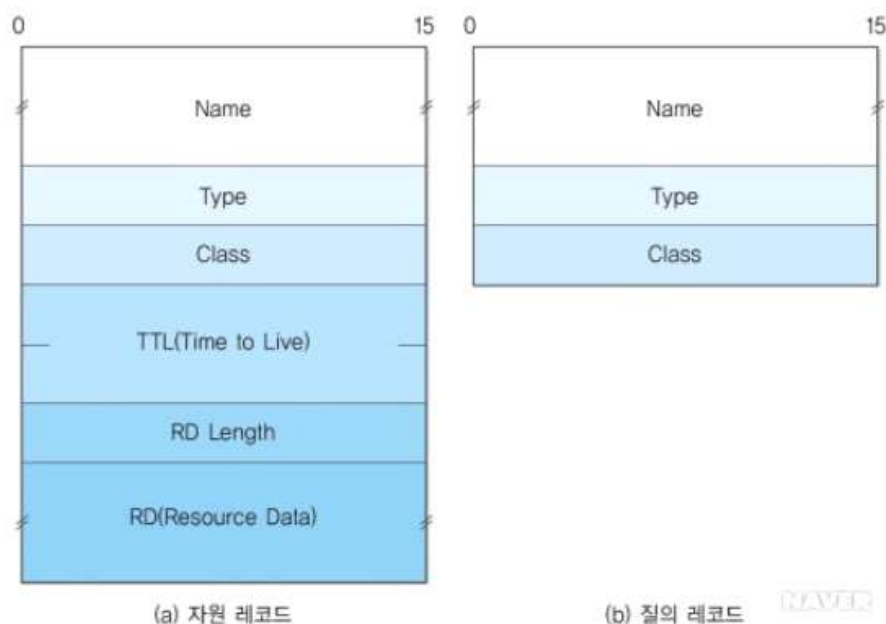 0 15
Name
Type
Class
TTL(Time to Live)
RD Length
RD(Resource Data)
(a) 자원 레코드
0 15
Name
Type
Class
(b) 질의 레코드
NAVER